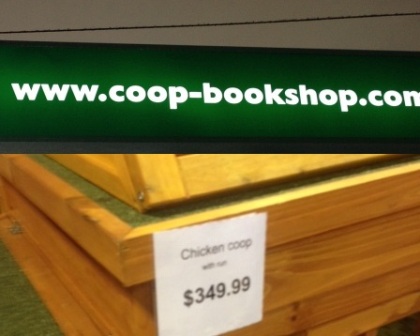 www.coop-bookshop.com
Chicken coop
with run
$349.99